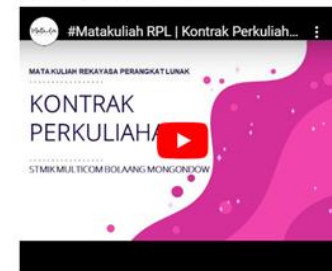 #Matakuliah RPL | Kontrak Perkuliah...
MATA KULIAH REKAYASA PERANGKAT LUNAK
KONTRAK
PERKULIAHA
STMIK MULTICOM BOLAANG MONGONDOW